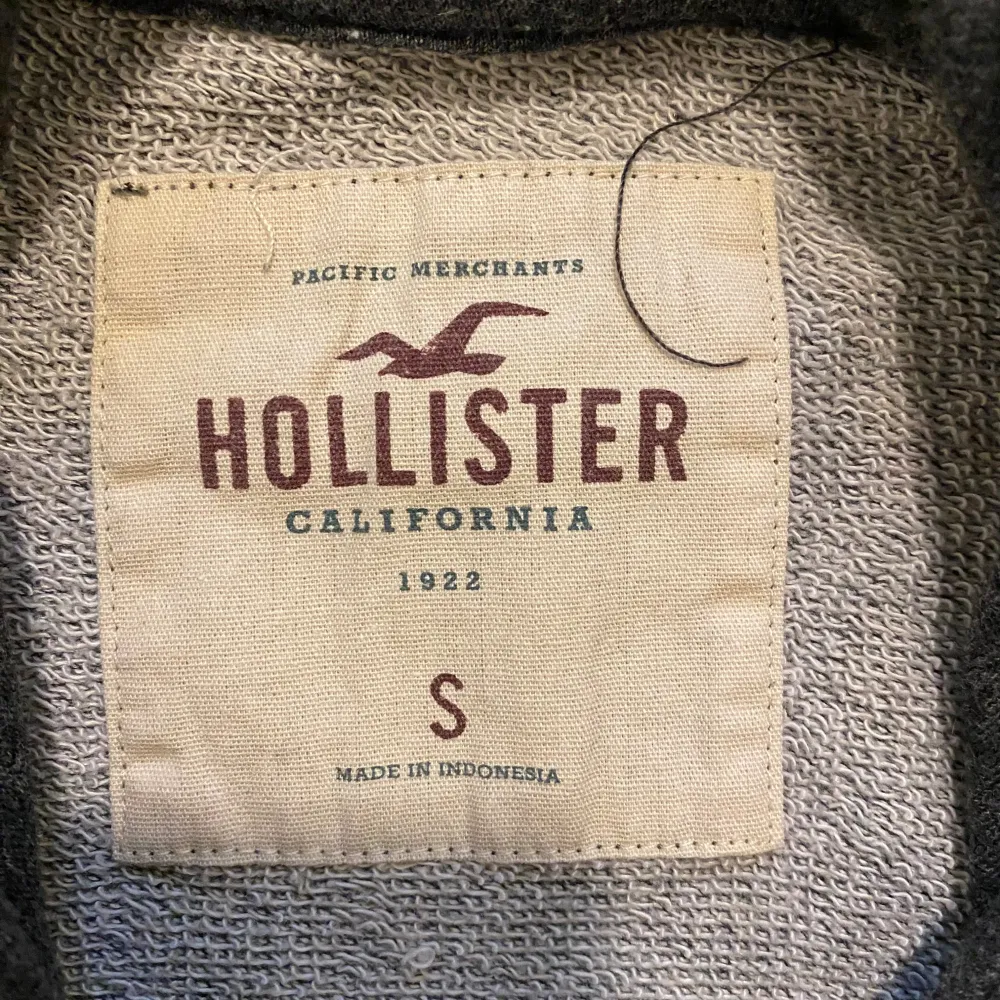 PACIFIC MERCHANTS
HOLLISTER
CALIFORNIA
1922
S
MADE IN INDONESIA